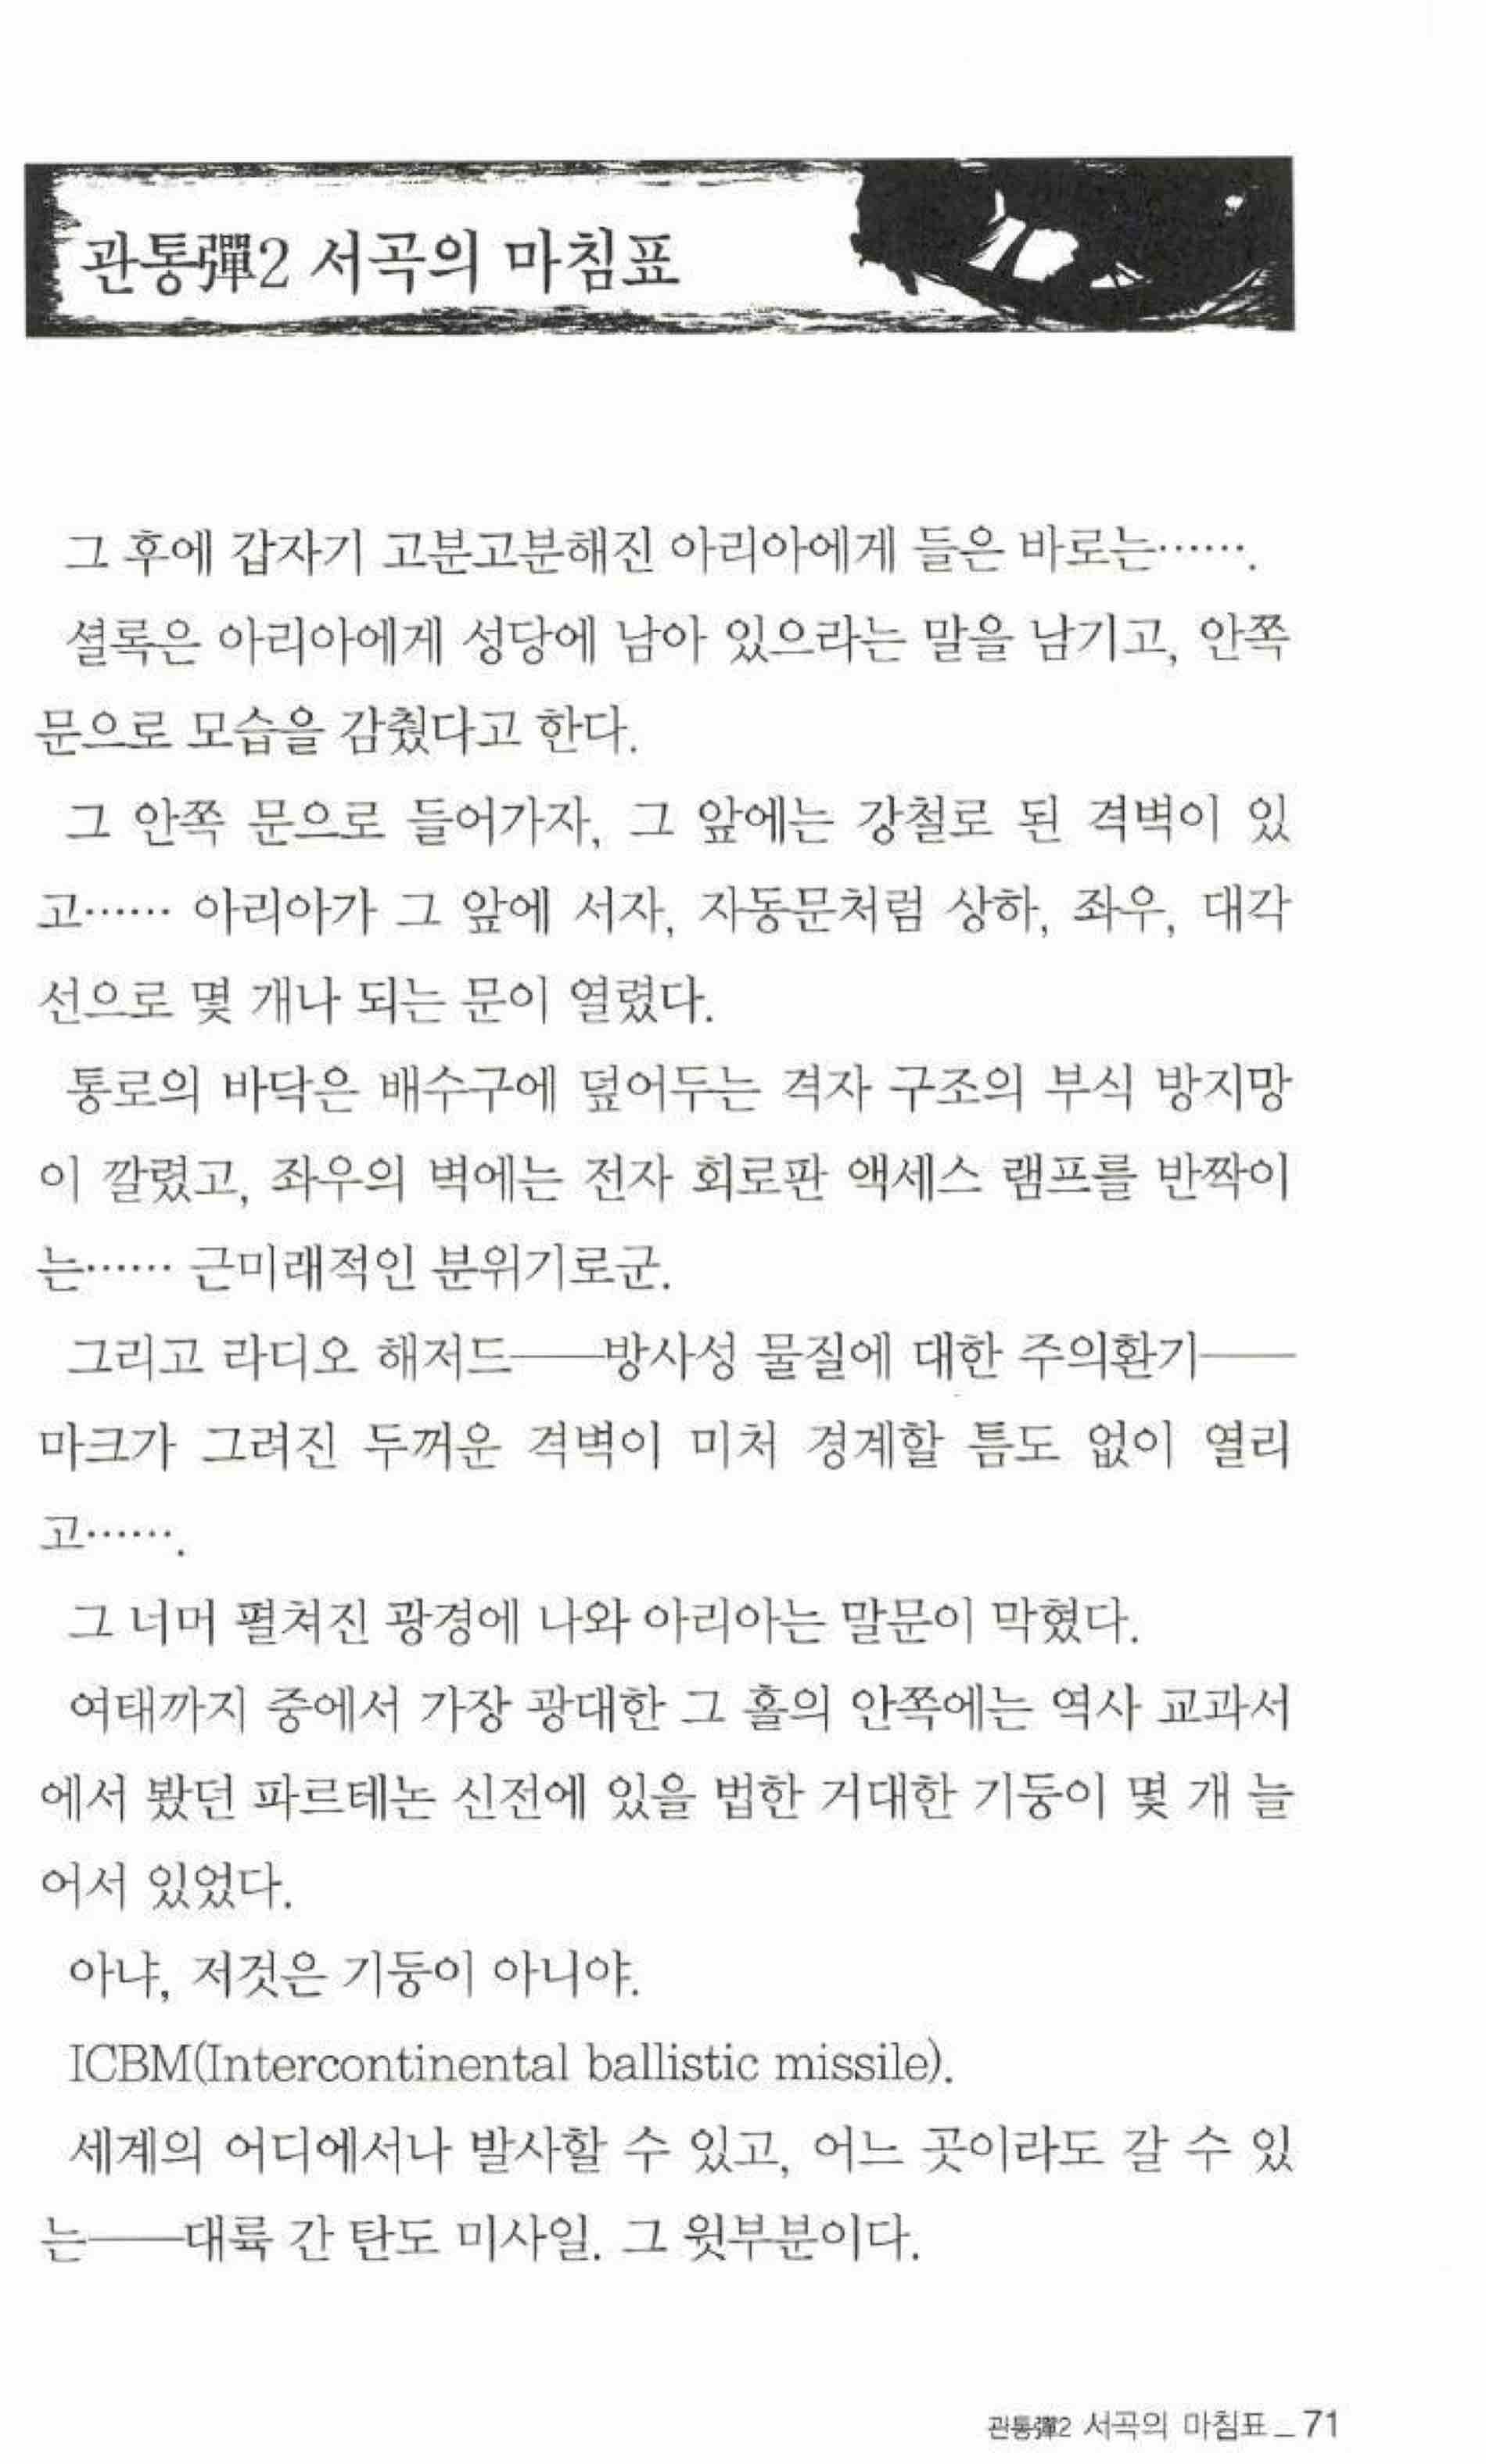 관통彈2 서곡의 마침표
그 후에 갑자기 고분고분해진 아리아에게 들은 바로는…….
셜록은 아리아에게 성당에 남아 있으라는 말을 남기고, 안쪽
문으로 모습을 감췄다고 한다.
그 안쪽 문으로 들어가자, 그 앞에는 강철로 된 격벽이 있
고…… 아리아가 그 앞에 서자, 자동문처럼 상하, 좌우, 대각
선으로 몇 개나 되는 문이 열렸다.
통로의 바닥은 배수구에 덮어두는 격자 구조의 부식 방지망
이 깔렸고, 좌우의 벽에는 전자 회로판 액세스 램프를 반짝이
는…… 근미래적인 분위기로군.
그리고 라디오 해저드――방사성 물질에 대한 주의환기――
마크가 그려진 두꺼운 격벽이 미처 경계할 틈도 없이 열리
고…….
그 너머 펼쳐진 광경에 나와 아리아는 말문이 막혔다.
여태까지 중에서 가장 광대한 그 홀의 안쪽에는 역사 교과서
에서 봤던 파르테논 신전에 있을 법한 거대한 기둥이 몇 개 늘
어서 있었다.
아냐, 저것은 기둥이 아니야.
ICBM(Intercontinental ballistic missile).
세계의 어디에서나 발사할 수 있고, 어느 곳이라도 갈 수 있
는――대륙 간 탄도 미사일. 그 윗부분이다.
관통彈2 서곡의 마침표 _ 71